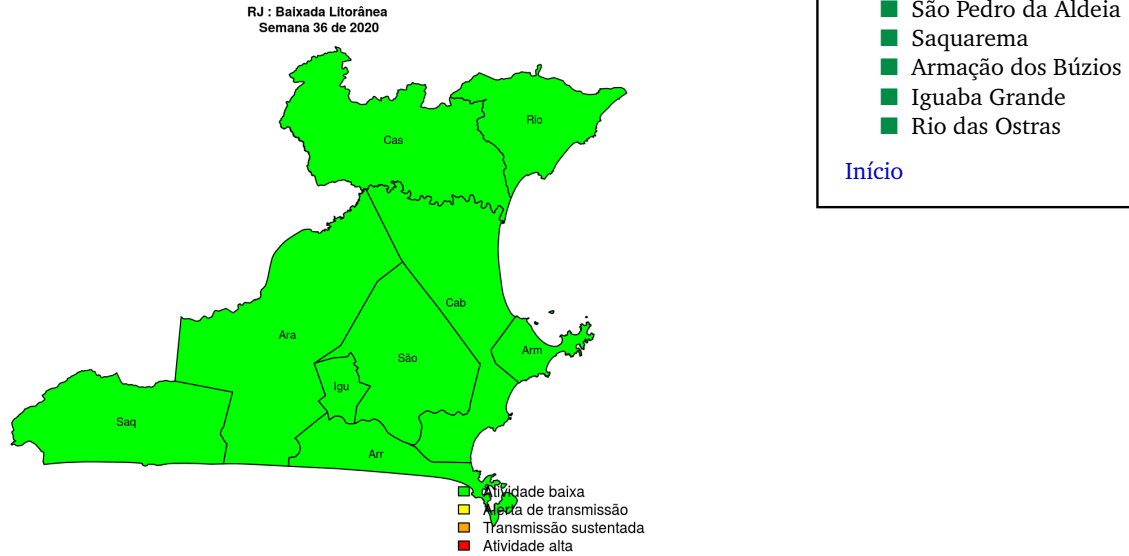 RJ : Baixada Litorânea
Semana 36 de 2020
Cas
Rio
Cab
Ara
São
Arm
Igu
Saq
Arr
Atividade baixa
Alerta de transmissão
Transmissão sustentada
Atividade alta
São Pedro da Aldeia
Saquarema
Armação dos Búzios
Iguaba Grande
Rio das Ostras
Início